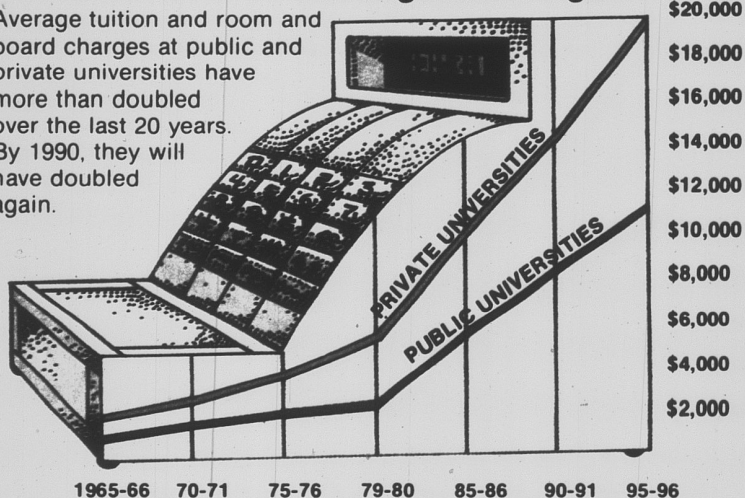 Average tuition and room and
board charges at public and
private universities have
more than doubled
over the last 20 years.
By 1990, they will
have doubled
again.
$20,000
$18,000
$16,000
$14,000
$12,000
$10,000
$8,000
$6,000
$4,000
$2,000
PRIVATE UNIVERSITIES
PUBLIC UNIVERSITIES
1965-66 70-71 75-76 79-80 85-86 90-91 95-96